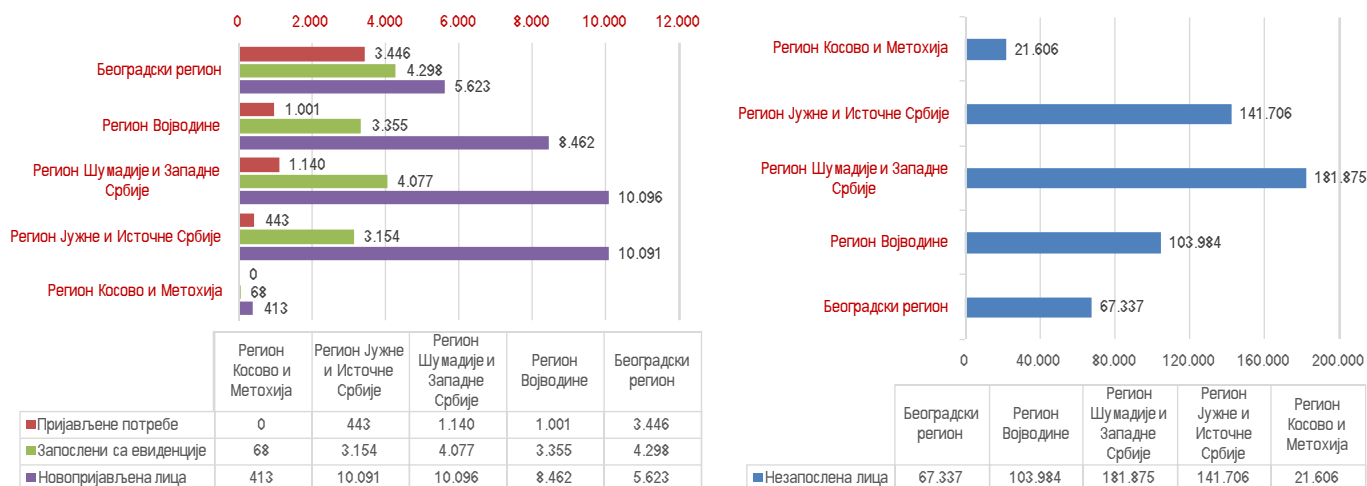 0 2.000 4.000 6.000 8.000 10.000 12.000
Београдски регион
3.446
4.298
5.623
Регион Војводине
1.001
3.355
8.462
Регион Шумадије и Западне
Србије
1.140
4.077
10.096
Регион Јужне и Источне Србије
443
3.154
10.091
Регион Косово и Метохија
0
68
413
Регион
Косово и
Метохија
Регион Јужне
и Источне
Србије
Регион
Шумадије и
Западне
Србије
Регион
Војводине
Београдски
регион
Пријављене потребе 0 443 1.140 1.001 3.446
Запослени са евиденције 68 3.154 4.077 3.355 4.298
Новопријављена лица 413 10.091 10.096 8.462 5.623
Регион Косово и Метохија 21.606
Регион Јужне и Источне Србије 141.706
Регион Шумадије и Западне
Србије
181.875
Регион Војводине 103.984
Београдски регион 67.337
0 40.000 80.000 120.000 160.000 200.000
Београдски
регион
Регион
Војводине
Регион
Шумадије и
Западне
Србије
Регион
Јужне и
Источне
Србије
Регион
Косово и
Метохија
Незапослена лица 67.337 103.984 181.875 141.706 21.606